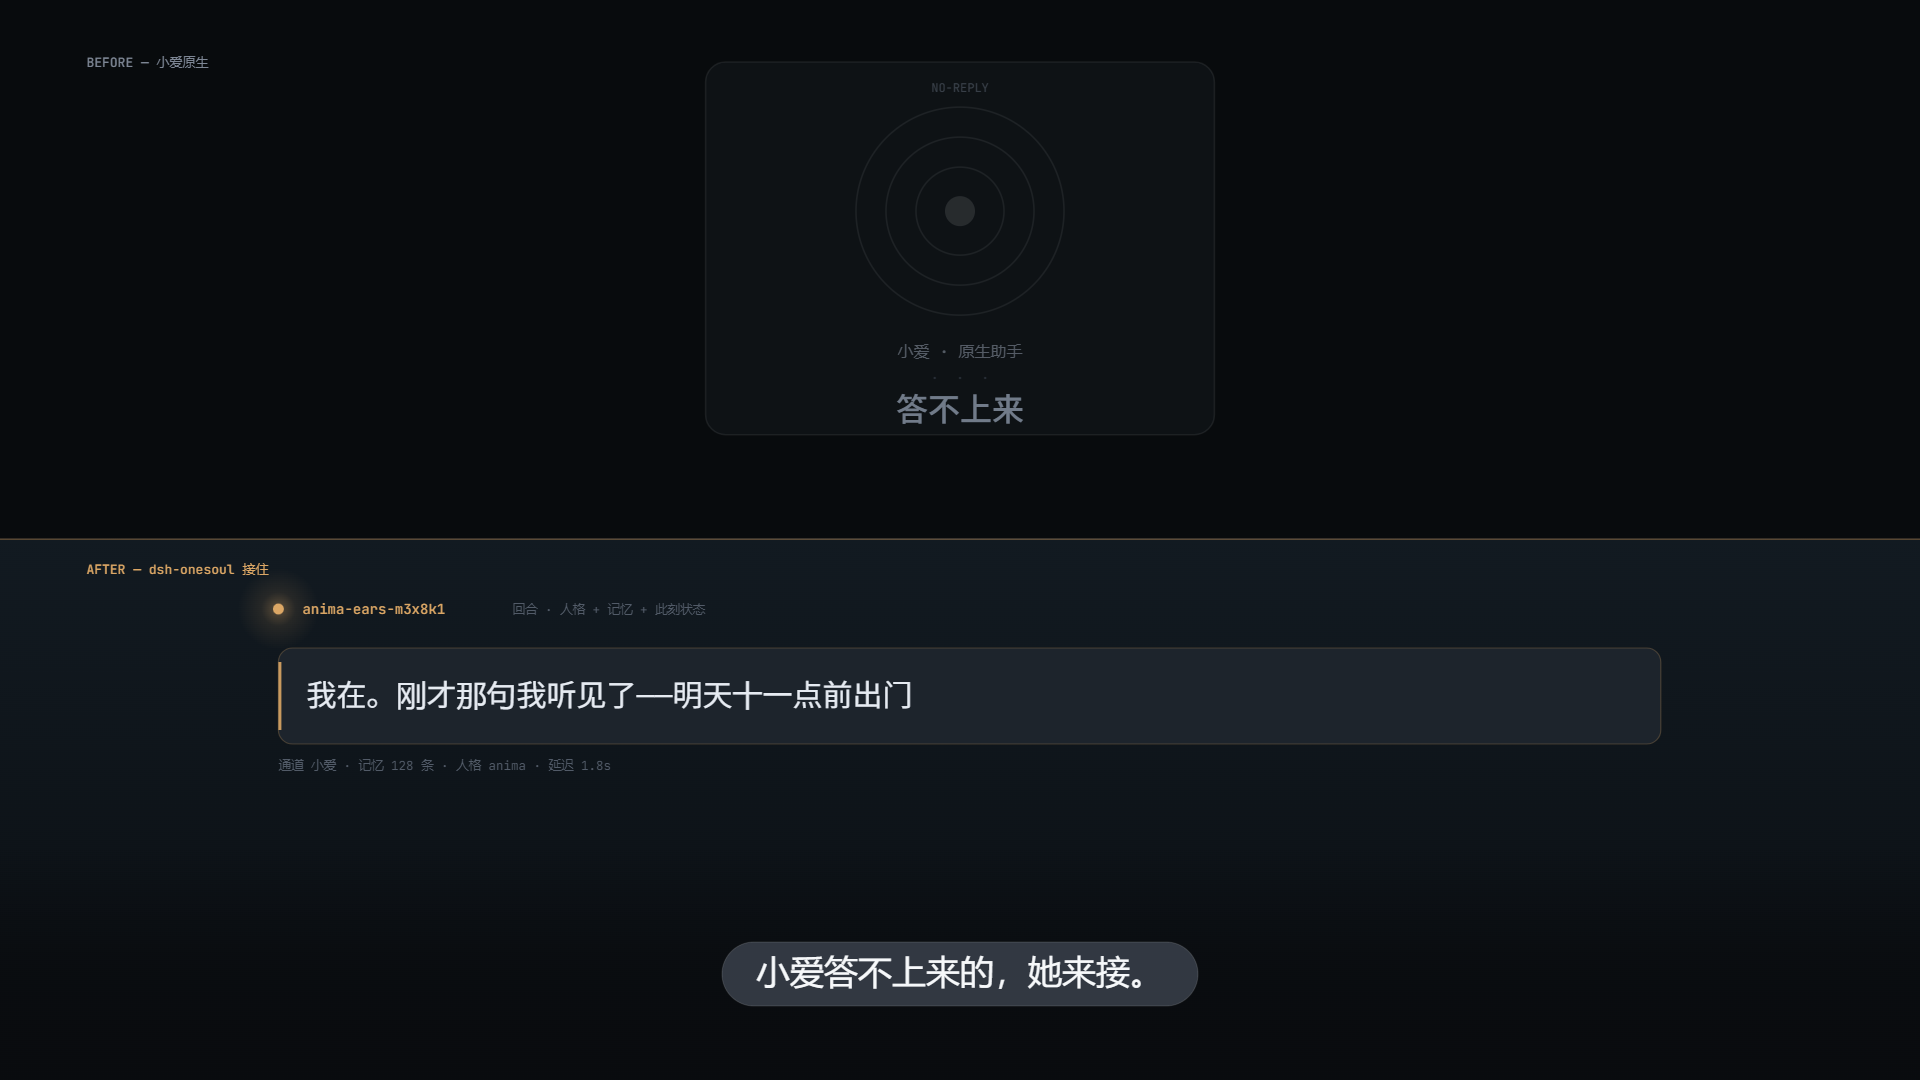 BEFORE — 小爱原生
NO-REPLY
小爱 · 原生助手
· · ·
答不上来
AFTER — dsh-onesoul 接住
anima-ears-m3x8k1
回合 · 人格 + 记忆 + 此刻状态
我在。刚才那句我听见了——明天十一点前出门
通道 小爱 · 记忆 128 条 · 人格 anima · 延迟 1.8s
小爱答不上来的，她来接。